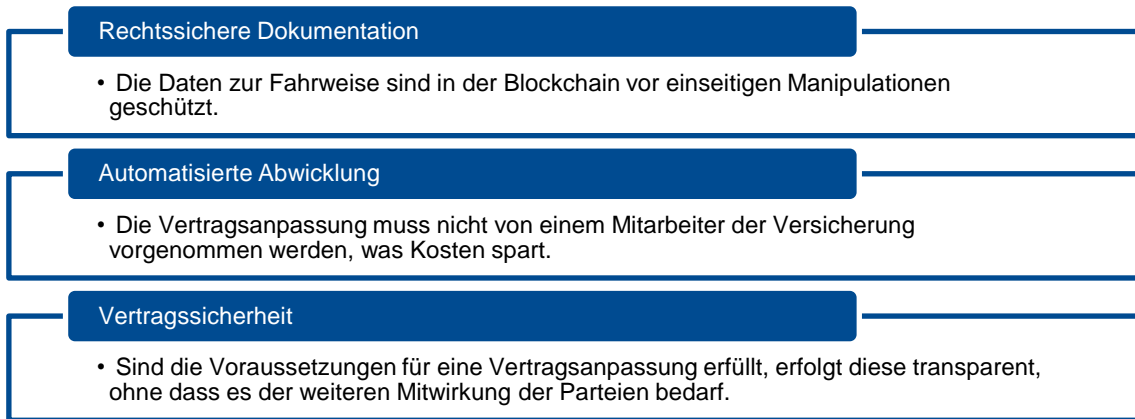 Rechtssichere Dokumentation
• Die Daten zur Fahrweise sind in der Blockchain vor einseitigen Manipulationen
geschützt.
Automatisierte Abwicklung
• Die Vertragsanpassung muss nicht von einem Mitarbeiter der Versicherung
vorgenommen werden, was Kosten spart.
Vertragssicherheit
• Sind die Voraussetzungen für eine Vertragsanpassung erfüllt, erfolgt diese transparent,
ohne dass es der weiteren Mitwirkung der Parteien bedarf.